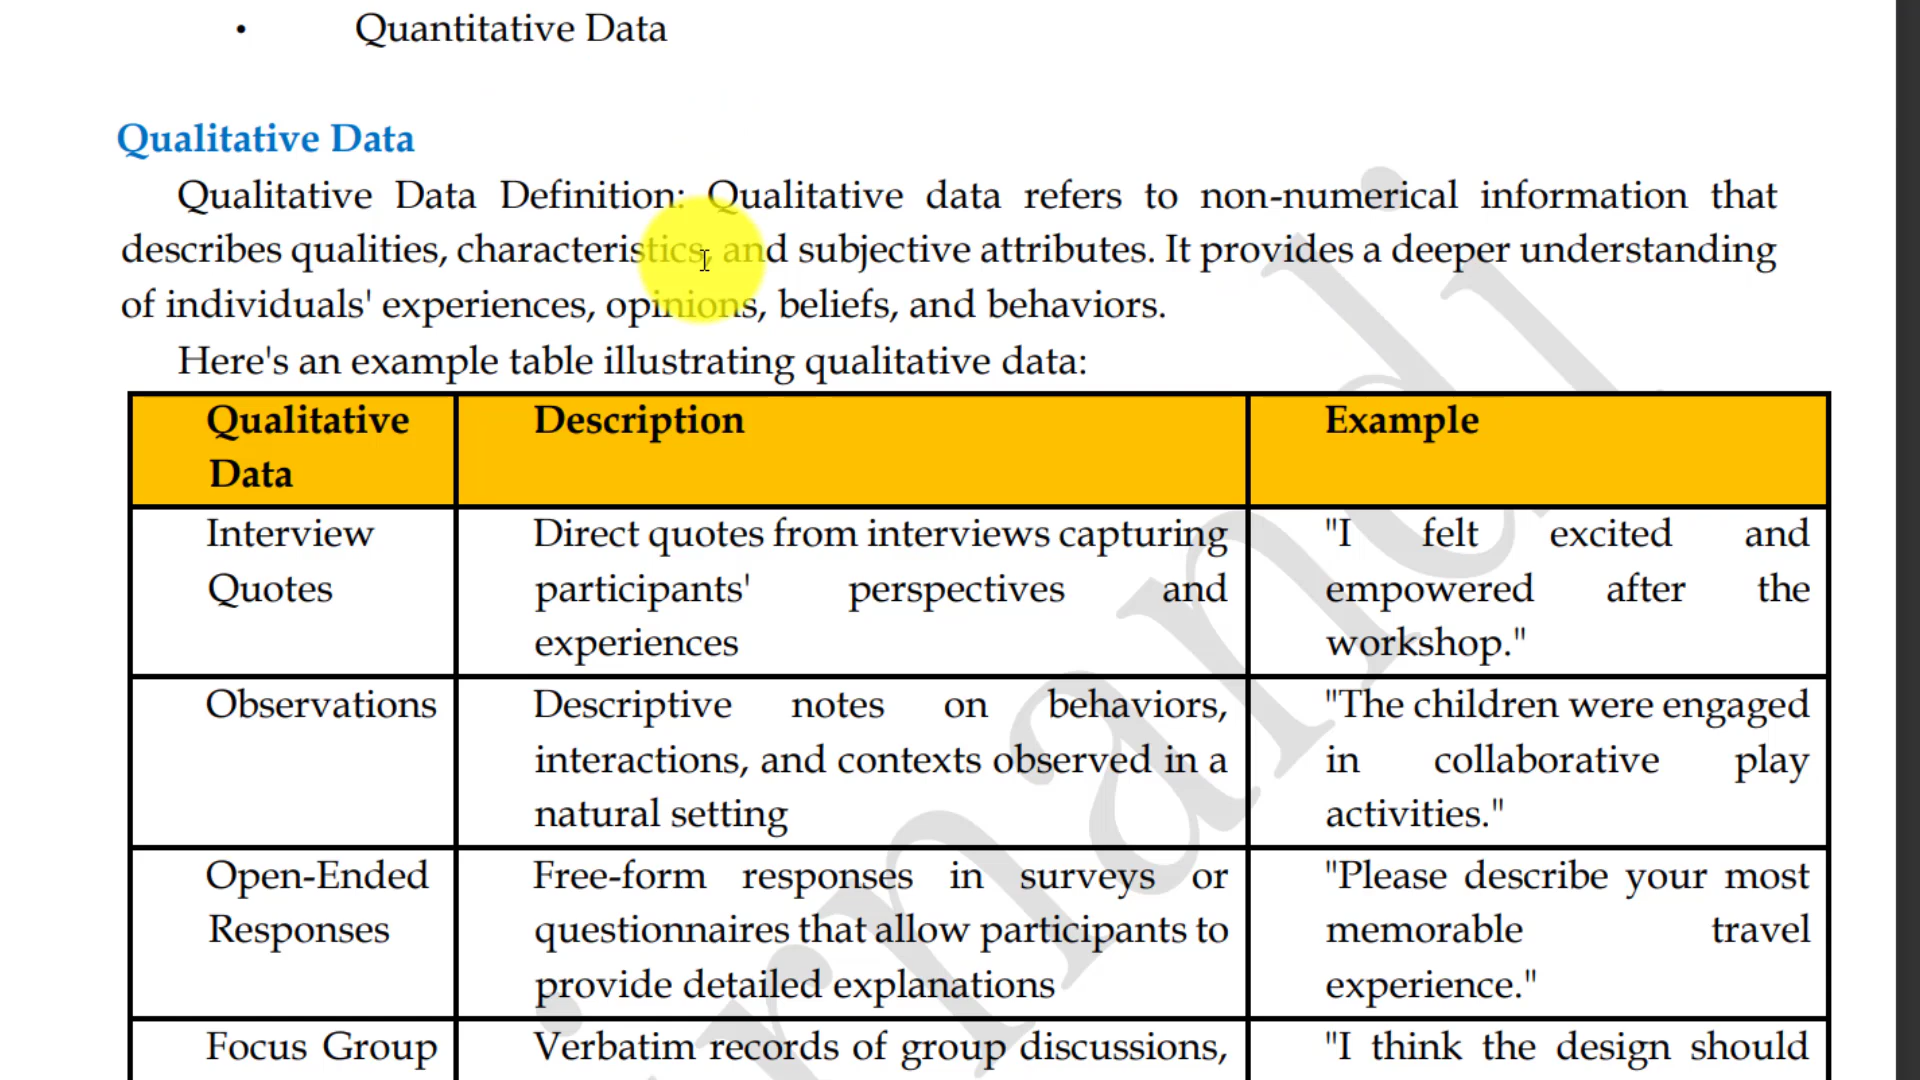 • Quantitative Data
Qualitative Data
Qualitative Data Definition: Qualitative data refers to non-numerical information that
describes qualities, characteristics, and subjective attributes. It provides a deeper understanding
of individuals' experiences, opinions, beliefs, and behaviors.
Here's an example table illustrating qualitative data:
Qualitative
Data
Description
Example
Interview
Quotes
Direct quotes from interviews capturing
participants' perspectives and
experiences
"I felt excited and
empowered after the
workshop."
Observations
Descriptive notes on behaviors,
interactions, and contexts observed in a
natural setting
"The children were engaged
in collaborative play
activities."
Open-Ended
Responses
Free-form responses in surveys or
questionnaires that allow participants to
provide detailed explanations
"Please describe your most
memorable travel
experience."
Focus Group
Verbatim records of group discussions,
"I think the design should